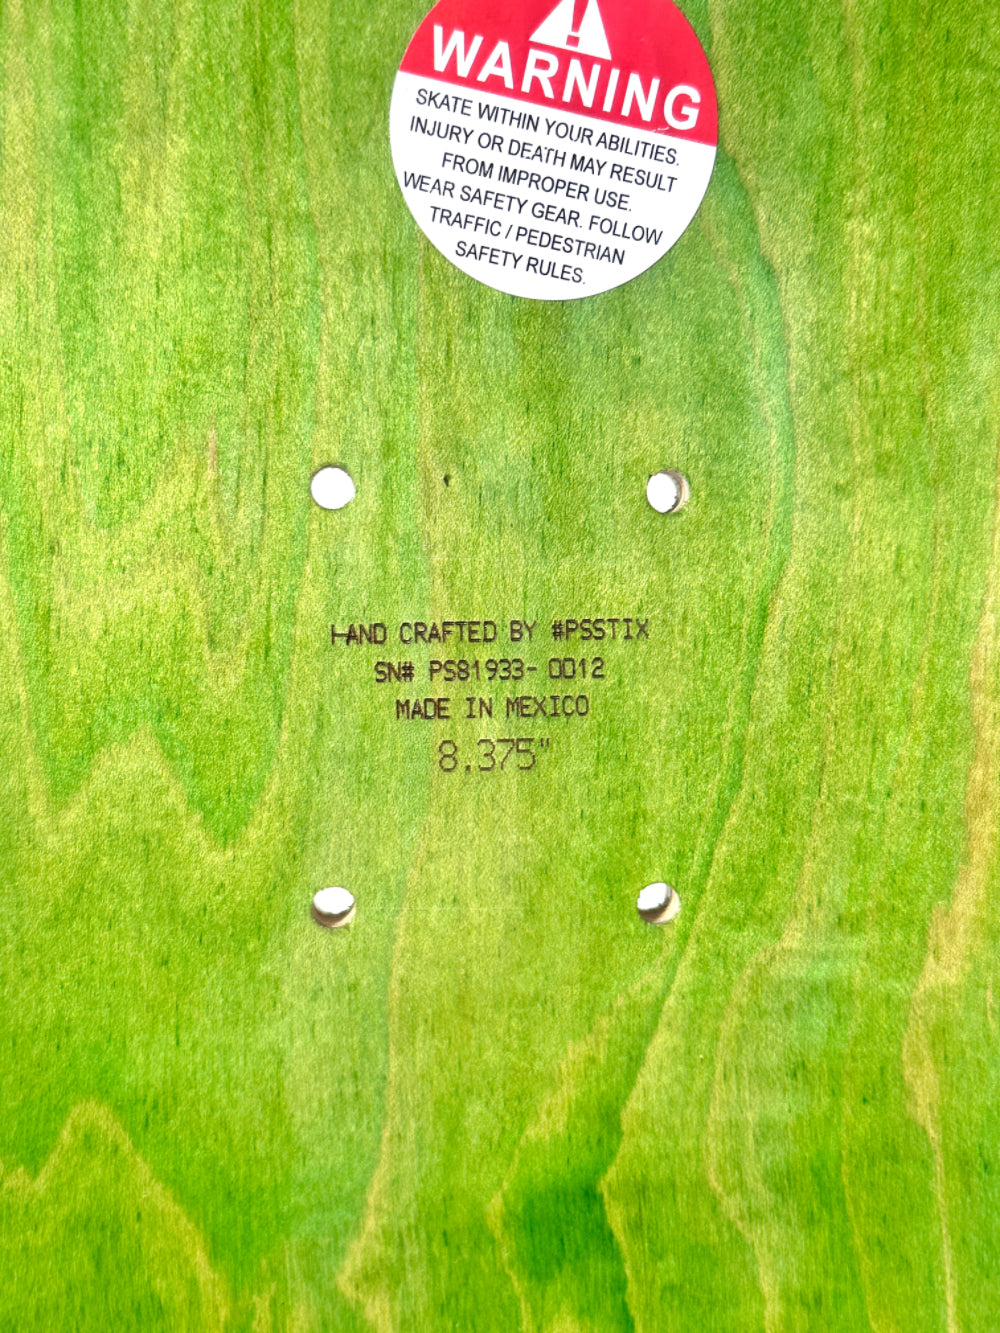 WARNING
SKATE WITHIN YOUR ABILITIES.
INJURY OR DEATH MAY RESULT
FROM IMPROPER USE.
WEAR SAFETY GEAR. FOLLOW
TRAFFIC / PEDESTRIAN
SAFETY RULES.
HAND CRAFTED BY #PSSTIX
SN# PS81933- 0012
MADE IN MEXICO
8.375"